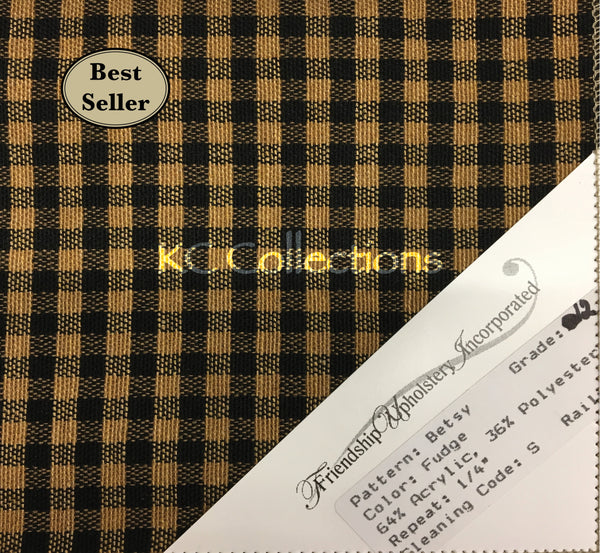 Best
Seller
KC Collections
Friendship Upholstery Incorporated
Grade: 12
Pattern: Betsy
Color: Fudge
64% Acrylic, 36% Polyester
Repeat: 1/4"
Cleaning Code: S